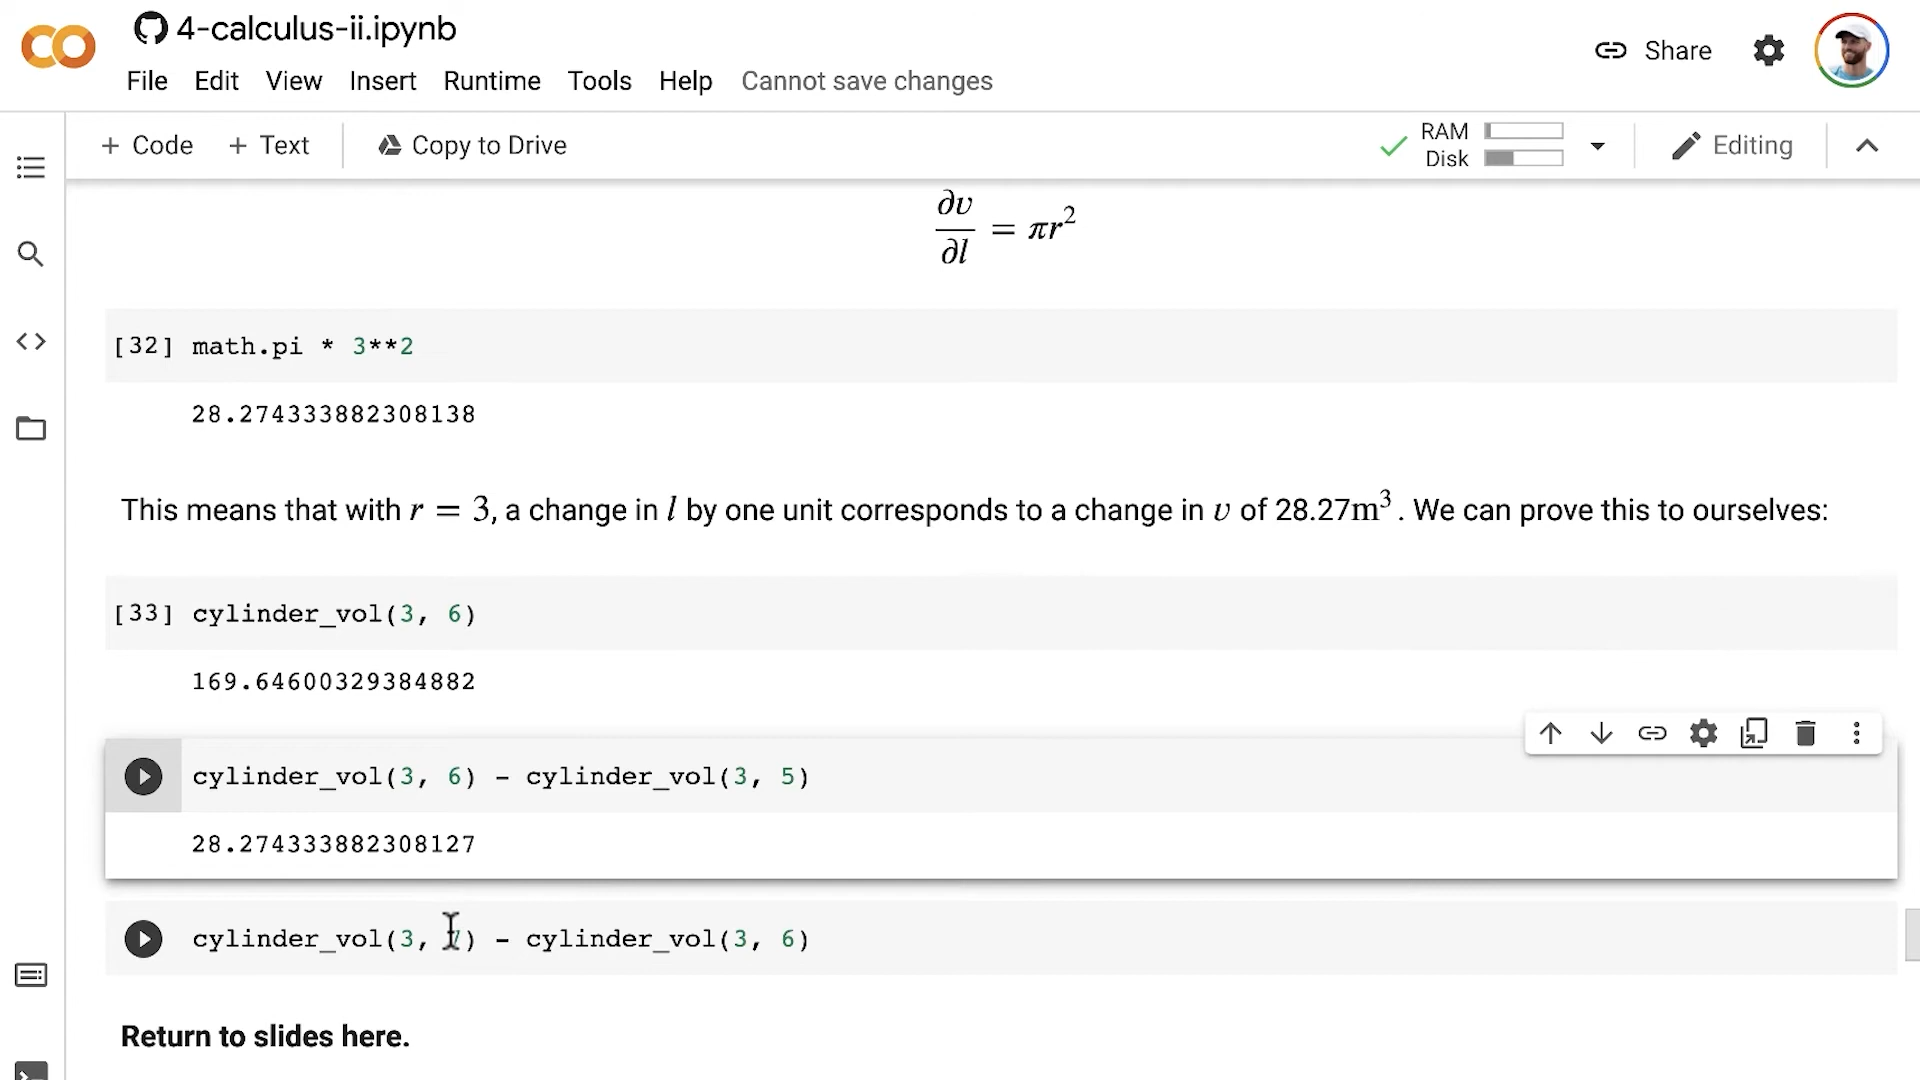 4-calculus-ii.ipynb
Share
File Edit View Insert Runtime Tools Help Cannot save changes
+ Code + Text Copy to Drive
RAM
Disk
Editing
∂v/∂l = πr²
[32] math.pi * 3**2
28.274333882308138
This means that with r = 3, a change in l by one unit corresponds to a change in v of 28.27m³. We can prove this to ourselves:
[33] cylinder_vol(3, 6)
169.64600329384882
cylinder_vol(3, 6) - cylinder_vol(3, 5)
28.274333882308127
cylinder_vol(3, 7) - cylinder_vol(3, 6)
Return to slides here.